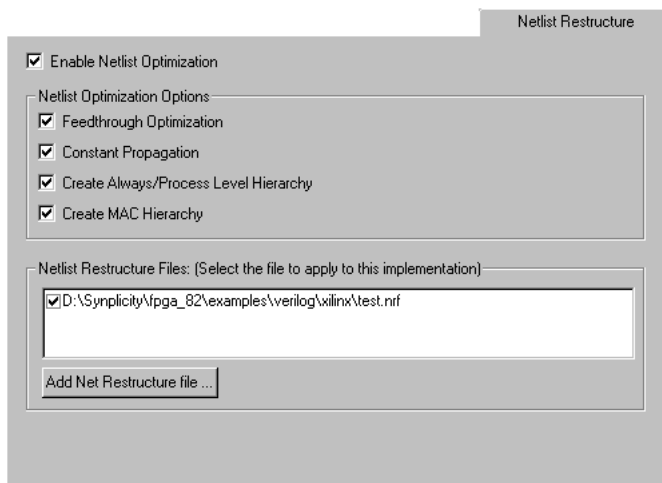 Netlist Restructure
Enable Netlist Optimization
Netlist Optimization Options
Feedthrough Optimization
Constant Propagation
Create Always/Process Level Hierarchy
Create MAC Hierarchy
Netlist Restructure Files: (Select the file to apply to this implementation)
D:\Synplicity\fpga_82\examples\verilog\xilinx\test.nrf
Add Net Restructure file ...